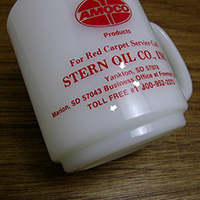 AMOCO
Products
For Red Carpet Service Call
STERN OIL CO., INC.
Yankton, SD 57078
Marion, SD 57043 Business Office at Freeman
TOLL FREE